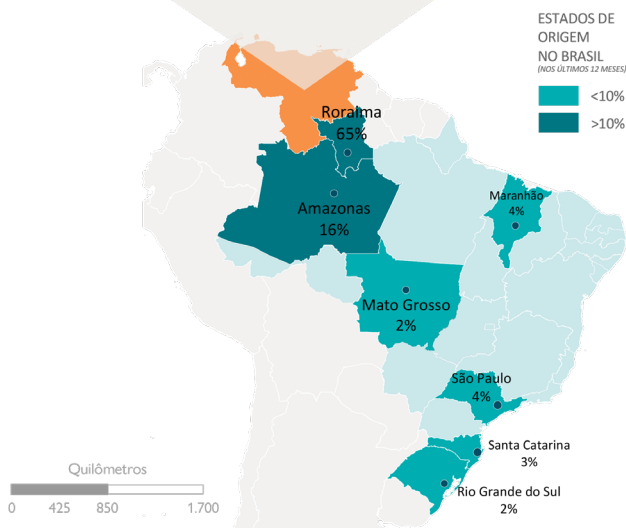 ESTADOS DE
ORIGEM
NO BRASIL
(NOS ÚLTIMOS 12 MESES)
<10%
>10%
Roraima
65%
Maranhão
4%
Amazonas
16%
Mato Grosso
2%
São Paulo
4%
Santa Catarina
3%
Rio Grande do Sul
2%
Quilômetros
0 425 850 1.700